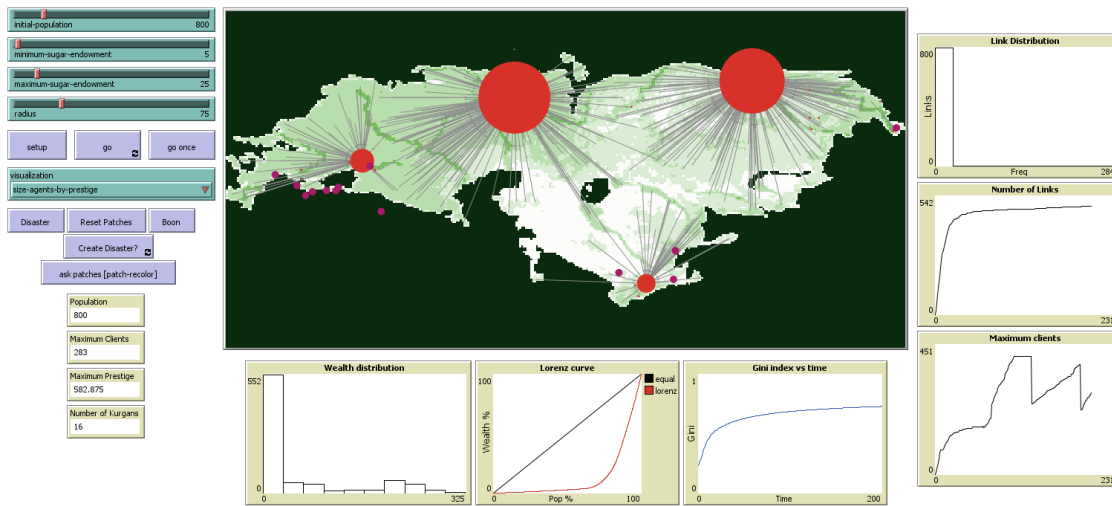 initial-population 800
minimum-sugar-endowment 5
maximum-sugar-endowment 25
radius 75
setup go go once
visualization
size-agents-by-prestige
Disaster Reset Patches Boon
Create Disaster?
ask patches [patch-recolor]
Population
800
Maximum Clients
283
Maximum Prestige
582.875
Number of Kurgans
16
Wealth distribution
552
0
0 325
Lorenz curve
100
Wealth %
0
0 Pop % 100
equal
lorenz
Gini index vs time
1
Gini
0
0 Time 200
Link Distribution
800
Links
0
0 Freq 284
Number of Links
542
0
0 231
Maximum clients
451
0
0 231